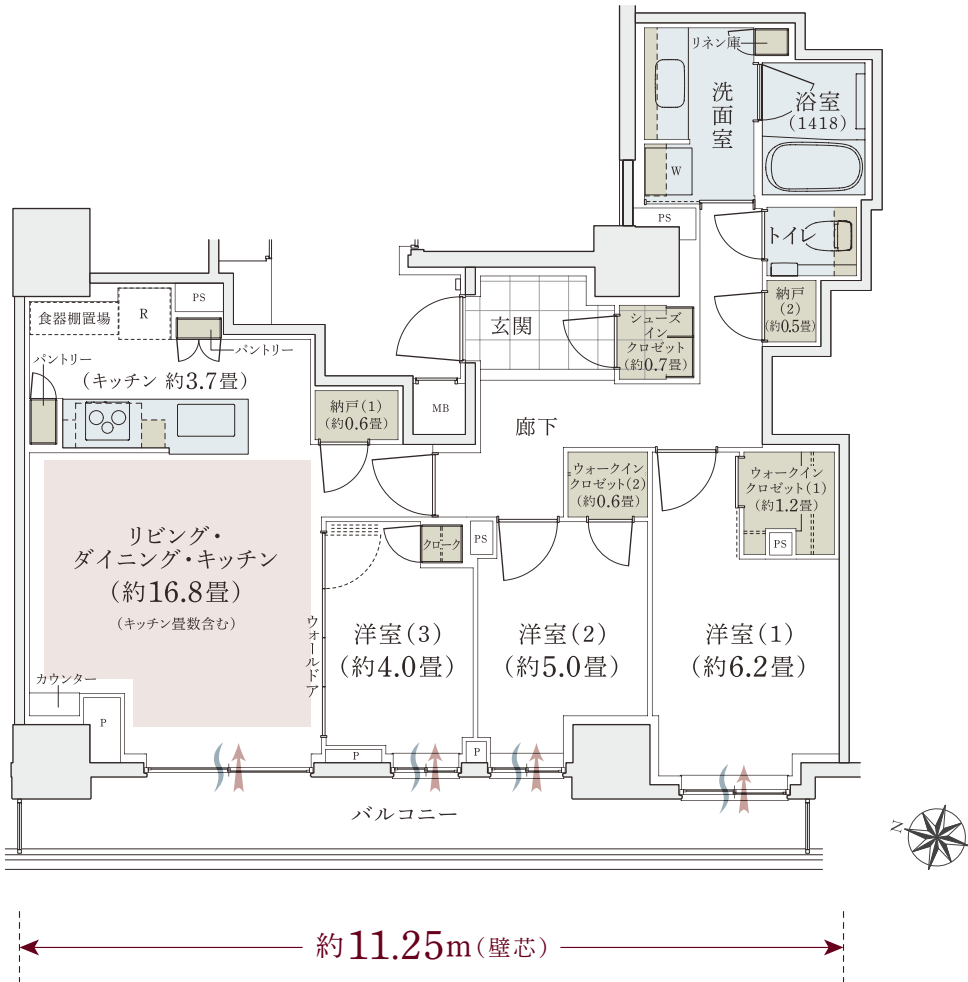 リネン庫
洗面室
浴室
(1418)
W
PS
トイレ
納戸
(2)
(約0.5畳)
食器棚置場
R
PS
パントリー
パントリー
(キッチン 約3.7畳)
玄関
シューズ
イン
クロゼット
(約0.7畳)
MB
納戸(1)
(約0.6畳)
廊下
ウォークイン
クロゼット(2)
(約0.6畳)
ウォークイン
クロゼット(1)
(約1.2畳)
PS
リビング・
ダイニング・キッチン
(約16.8畳)
(キッチン畳数含む)
クローク
PS
ウォールドア
洋室(3)
(約4.0畳)
洋室(2)
(約5.0畳)
洋室(1)
(約6.2畳)
カウンター
P
P
P
バルコニー
N
約11.25m(壁芯)